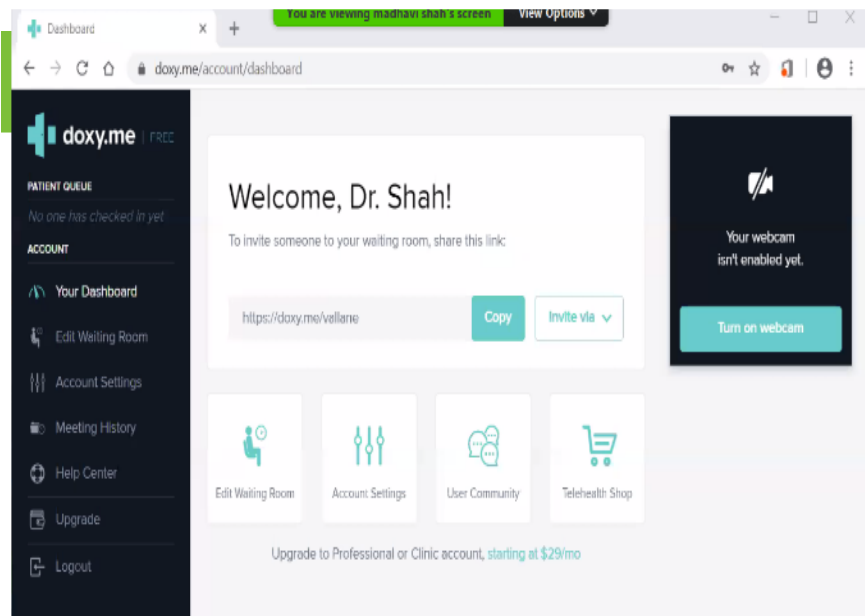 Dashboard
You are viewing madhavi shah's screen
View Options
doxy.me/account/dashboard
doxy.me | FREE
PATIENT QUEUE
No one has checked in yet
ACCOUNT
Your Dashboard
Edit Waiting Room
Account Settings
Meeting History
Help Center
Upgrade
Logout
Welcome, Dr. Shah!
To invite someone to your waiting room, share this link:
https://doxy.me/vallane
Copy
Invite via
Edit Waiting Room
Account Settings
User Community
Telehealth Shop
Upgrade to Professional or Clinic account, starting at $29/mo
Your webcam
isn't enabled yet.
Turn on webcam